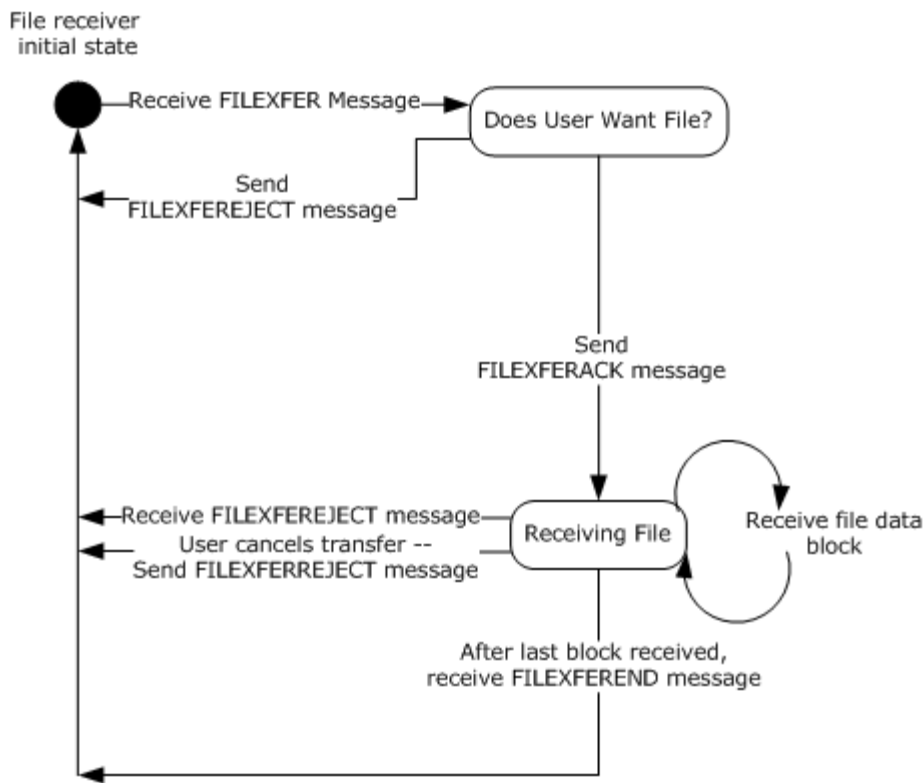 File receiver
initial state
Receive FILEXFER Message
Does User Want File?
Send
FILEXFEREJECT message
Send
FILEXFERACK message
Receive FILEXFEREJECT message
User cancels transfer --
Send FILEXFERREJECT message
Receiving File
Receive file data
block
After last block received,
receive FILEXFEREND message